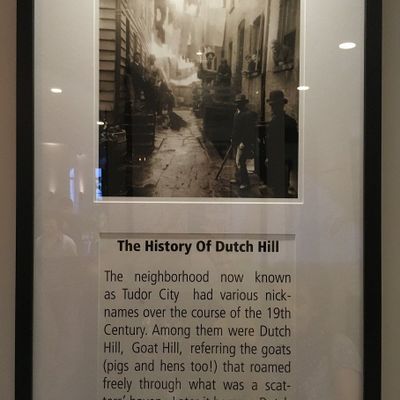 The History Of Dutch Hill
The neighborhood now known
as Tudor City had various nick-
names over the course of the 19th
Century. Among them were Dutch
Hill, Goat Hill, referring the goats
(pigs and hens too!) that roamed
freely through what was a scat-